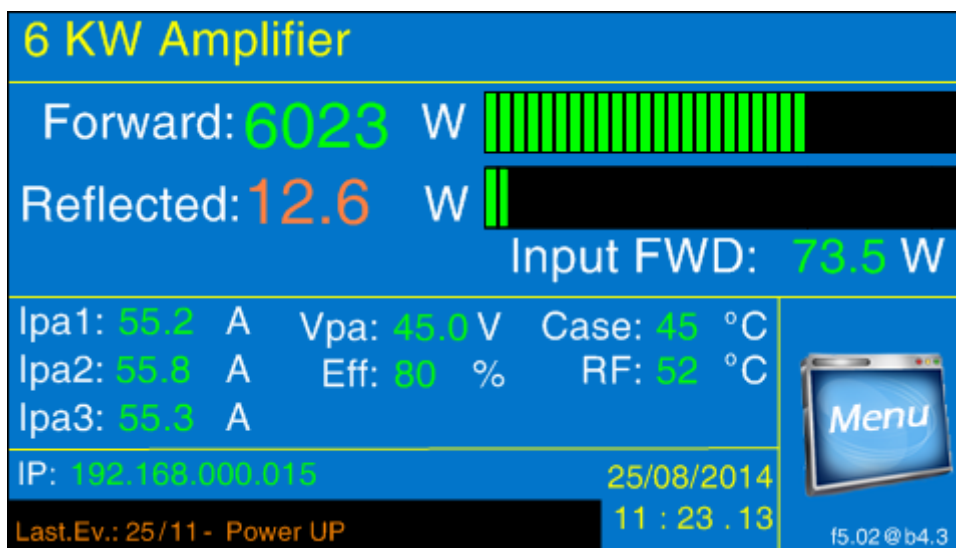 6 KW Amplifier
Forward: 6023 W
Reflected: 12.6 W
Input FWD: 73.5 W
Ipa1: 55.2 A Vpa: 45.0 V Case: 45 °C
Ipa2: 55.8 A Eff: 80 % RF: 52 °C
Ipa3: 55.3 A
Menu
IP: 192.168.000.015 25/08/2014
Last.Ev.: 25/11 - Power UP 11 : 23 . 13
f5.02@b4.3